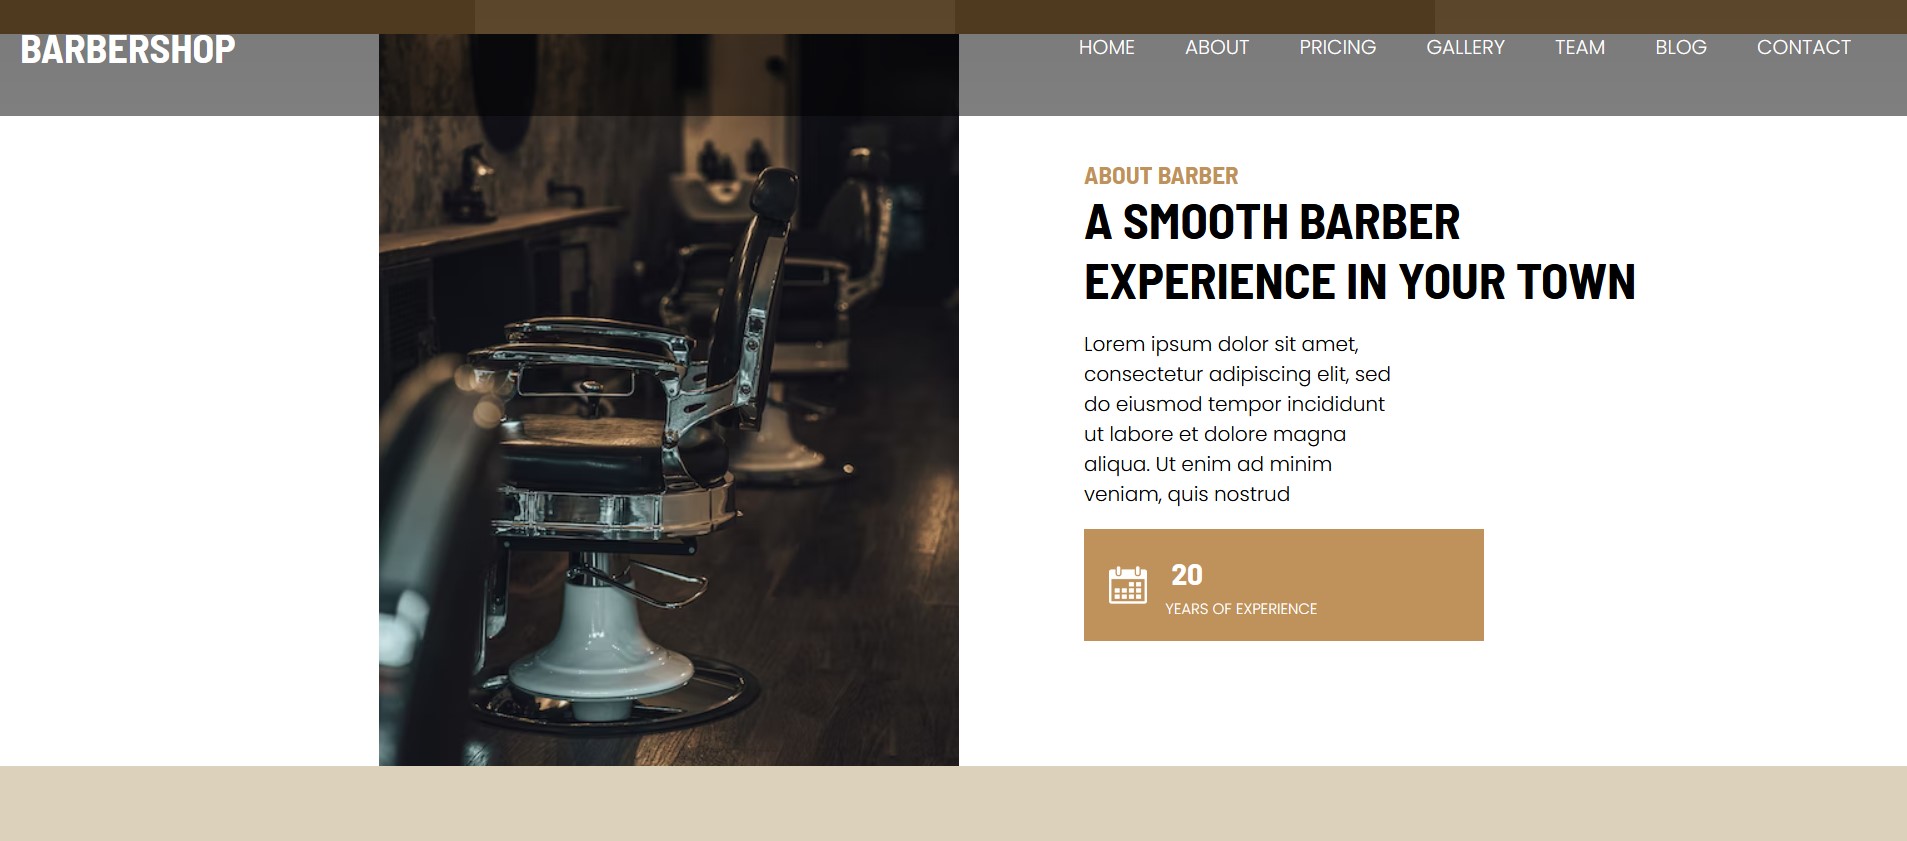 BARBERSHOP
HOME ABOUT PRICING GALLERY TEAM BLOG CONTACT
ABOUT BARBER
A SMOOTH BARBER
EXPERIENCE IN YOUR TOWN
Lorem ipsum dolor sit amet,
consectetur adipiscing elit, sed
do eiusmod tempor incididunt
ut labore et dolore magna
aliqua. Ut enim ad minim
veniam, quis nostrud
20
YEARS OF EXPERIENCE